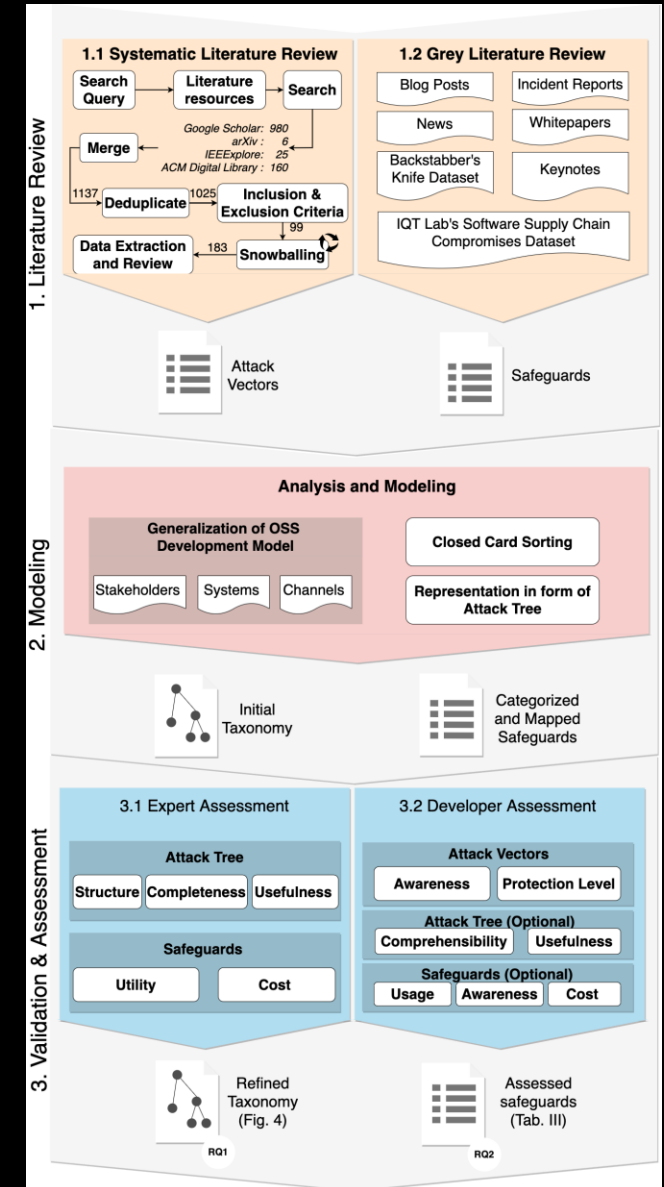 1. Literature Review
1.1 Systematic Literature Review
Search
Query
Literature
resources
Search
Google Scholar: 980
arXiv : 6
IEEExplore: 25
ACM Digital Library : 160
Merge
1137
Deduplicate
1025
Inclusion &
Exclusion Criteria
99
Snowballing
183
Data Extraction
and Review
1.2 Grey Literature Review
Blog Posts
Incident Reports
News
Whitepapers
Backstabber's
Knife Dataset
Keynotes
IQT Lab's Software Supply Chain
Compromises Dataset
Attack
Vectors
Safeguards
2. Modeling
Analysis and Modeling
Generalization of OSS
Development Model
Stakeholders
Systems
Channels
Closed Card Sorting
Representation in form of
Attack Tree
Initial
Taxonomy
Categorized
and Mapped
Safeguards
3. Validation & Assessment
3.1 Expert Assessment
Attack Tree
Structure
Completeness
Usefulness
Safeguards
Utility
Cost
3.2 Developer Assessment
Attack Vectors
Awareness
Protection Level
Attack Tree (Optional)
Comprehensibility
Usefulness
Safeguards (Optional)
Usage
Awareness
Cost
Refined
Taxonomy
(Fig. 4)
RQ1
Assessed
safeguards
(Tab. III)
RQ2